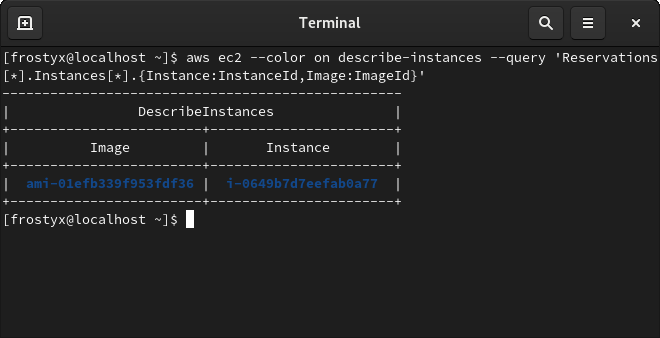 Terminal
[frostyx@localhost ~]$ aws ec2 --color on describe-instances --query 'Reservations
[*].Instances[*].{Instance:InstanceId,Image:ImageId}'
--------------------------------------------------
|                DescribeInstances               |
+------------------------+-----------------------+
|          Image         |       Instance        |
+------------------------+-----------------------+
|  ami-01efb339f953fdf36 |  i-0649b7d7eefab0a77  |
+------------------------+-----------------------+
[frostyx@localhost ~]$